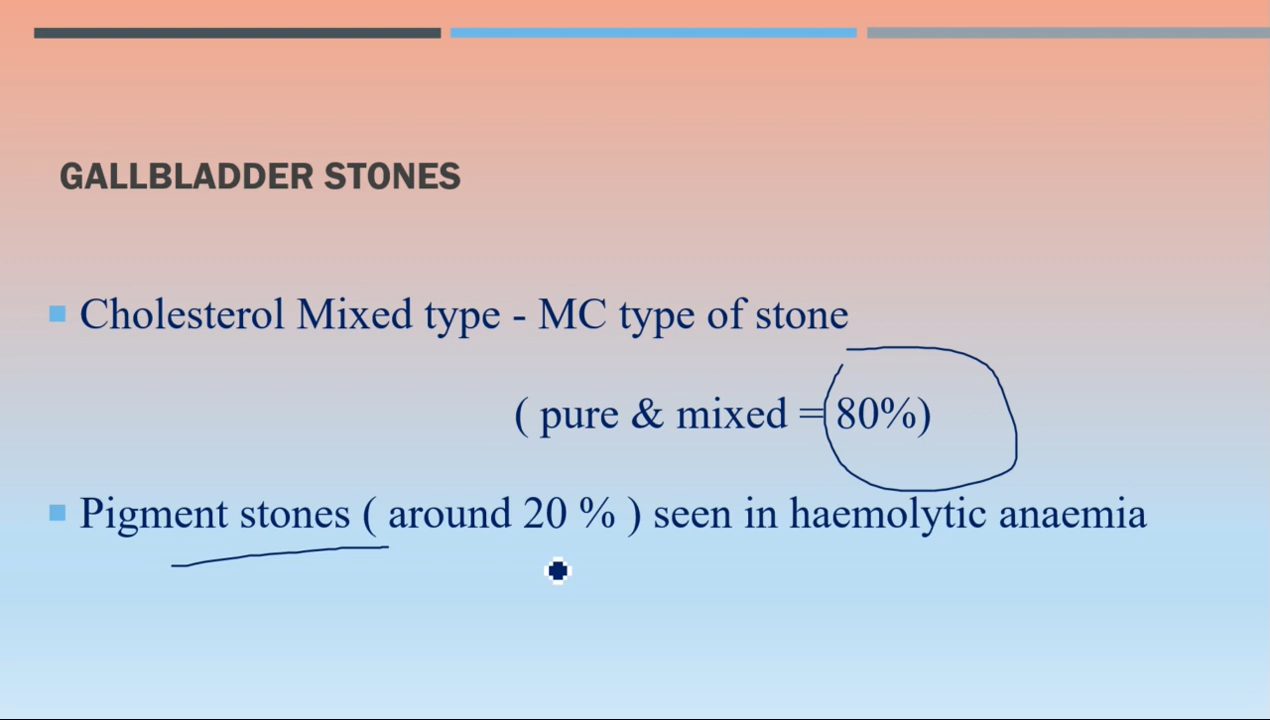 GALLBLADDER STONES
Cholesterol Mixed type - MC type of stone
( pure & mixed = 80%)
Pigment stones ( around 20 % ) seen in haemolytic anaemia